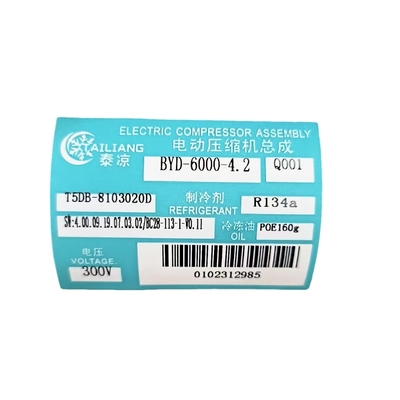 ELECTRIC COMPRESSOR ASSEMBLY
TAILIANG 电动压缩机总成
泰凉 BYD-6000-4.2 Q001
T5DB-8103020D 制冷剂 REFRIGERANT R134a
SW:4.00.09.19.07.03.02/BC28-113-1-W0.11 冷冻油 OIL POE160g
电压
VOLTAGE.
300V
0102312985